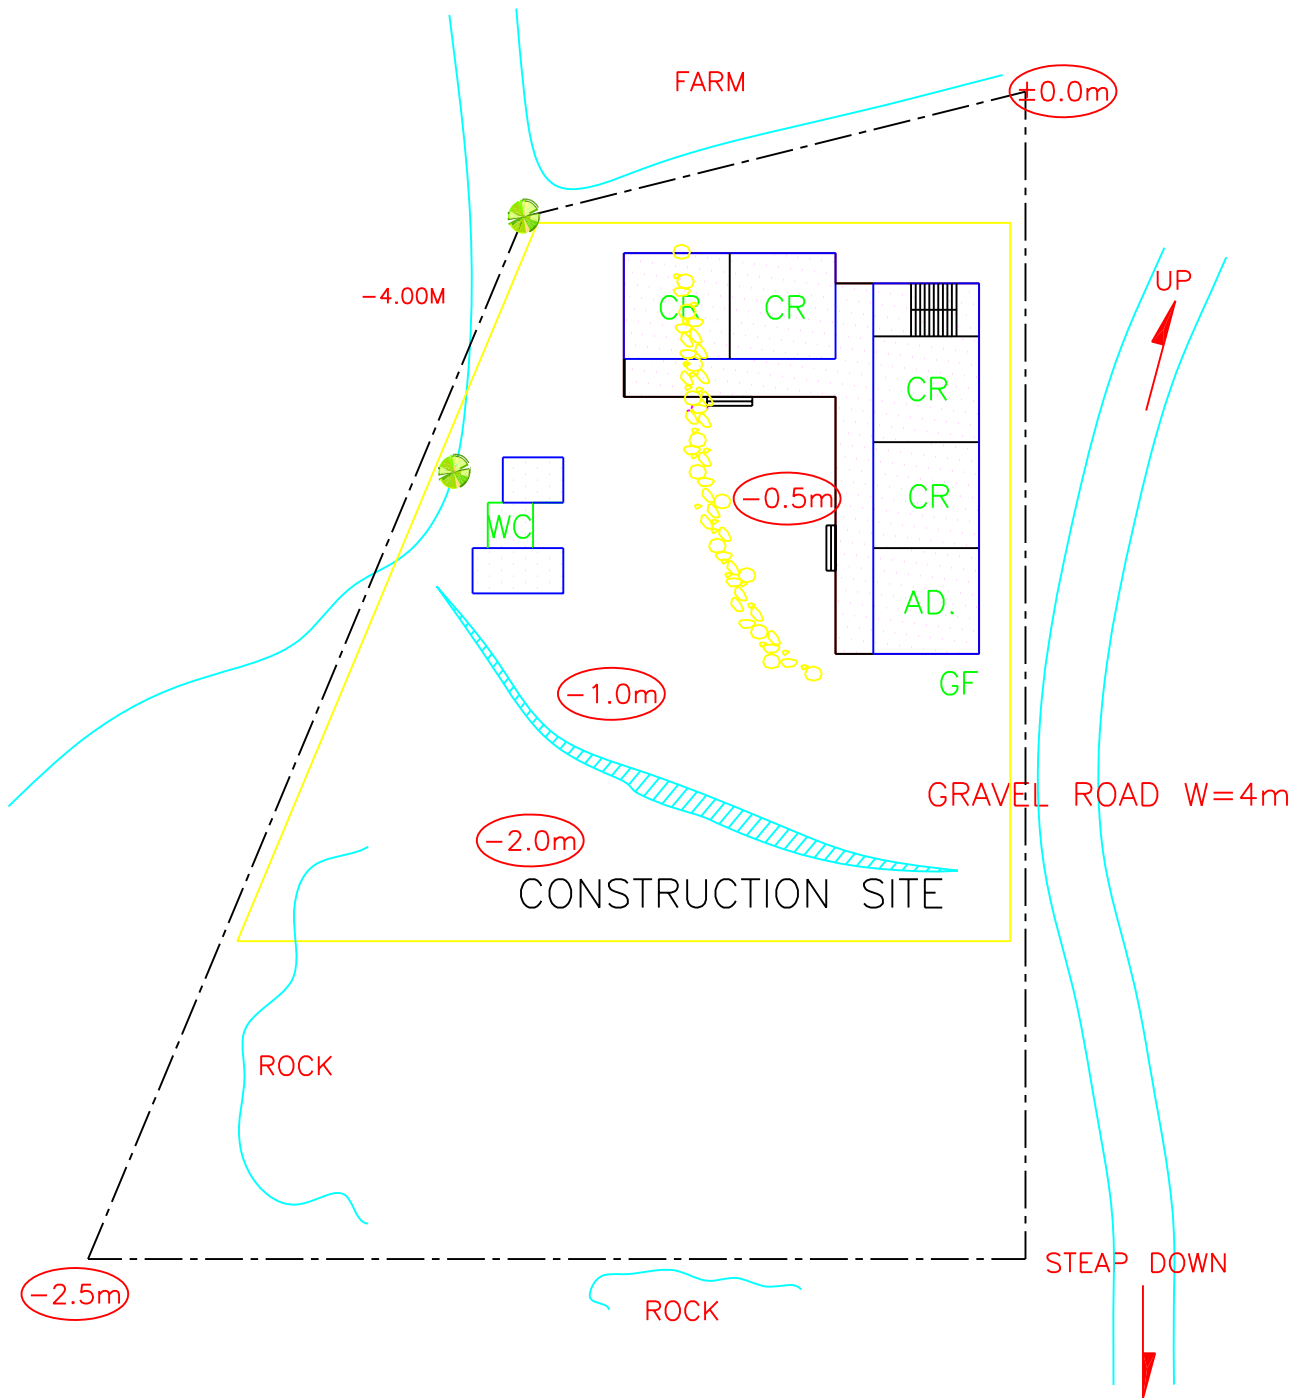 FARM
±0.0m
UP
-4.00M
CR
CR
CR
-0.5m
CR
WC
AD.
GF
-1.0m
GRAVEL ROAD W=4m
-2.0m
CONSTRUCTION SITE
ROCK
STEAP DOWN
-2.5m
ROCK